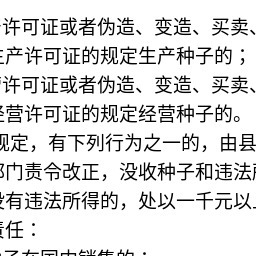 许可证或者伪造、变造、买卖、
生产许可证的规定生产种子的；
许可证或者伪造、变造、买卖、
经营许可证的规定经营种子的。
规定，有下列行为之一的，由县
部门责令改正，没收种子和违法所
没有违法所得的，处以一千元以上
责任：
子在国内销售的；